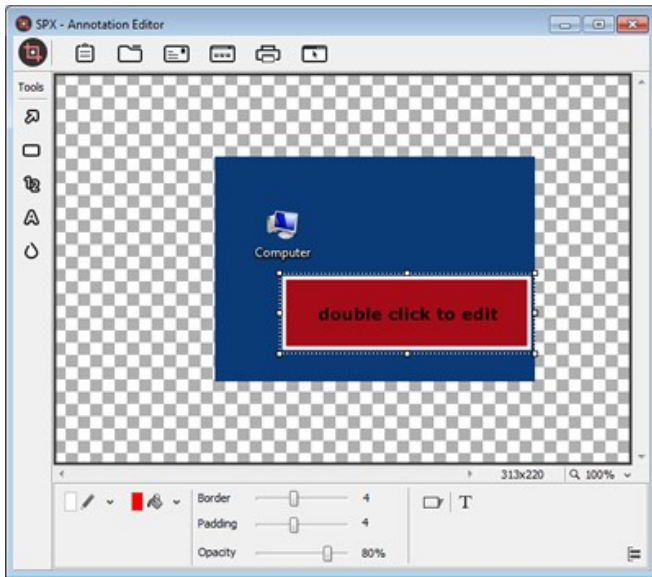 SPX - Annotation Editor
Tools
Computer
double click to edit
313x220 100%
Border 4
Padding 4
Opacity 80%
T